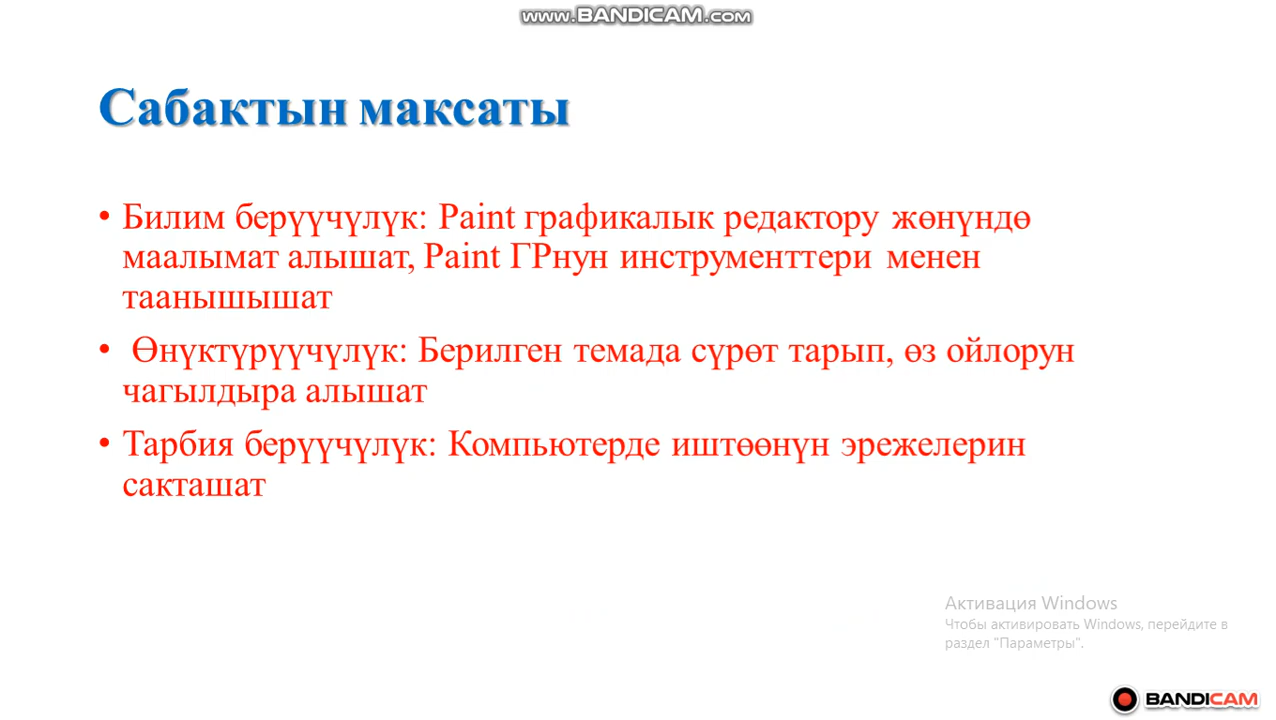 www.BANDICAM.com
Сабактын максаты
• Билим берүүчүлүк: Paint графикалык редактору жөнүндө
маалымат алышат, Paint ГРнун инструменттери менен
таанышышат
• Өнүктүрүүчүлүк: Берилген темада сүрөт тарып, өз ойлорун
чагылдыра алышат
• Тарбия берүүчүлүк: Компьютерде иштөөнүн эрежелерин
сакташат
Активация Windows
Чтобы активировать Windows, перейдите в
раздел "Параметры".
BANDICAM